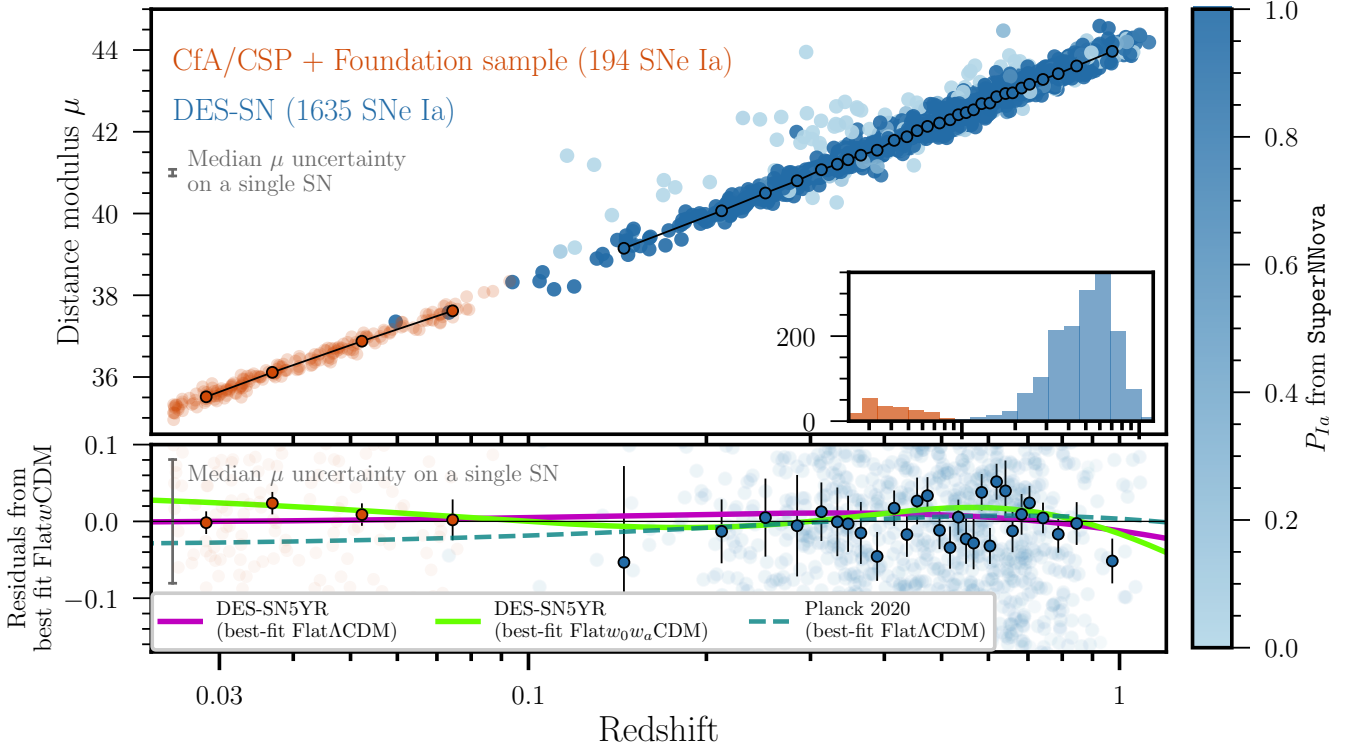 44
42
40
38
36
Distance modulus μ
CfA/CSP + Foundation sample (194 SNe Ia)
DES-SN (1635 SNe Ia)
Median μ uncertainty
on a single SN
200
0
1.0
0.8
0.6
0.4
0.2
0.0
P_{Ia} from SuperNNova
0.1
0.0
−0.1
Residuals from
best fit FlatwCDM
Median μ uncertainty on a single SN
DES-SN5YR
(best-fit FlatΛCDM)
DES-SN5YR
(best-fit Flatw₀wₐCDM)
Planck 2020
(best-fit FlatΛCDM)
0.03
0.1
1
Redshift